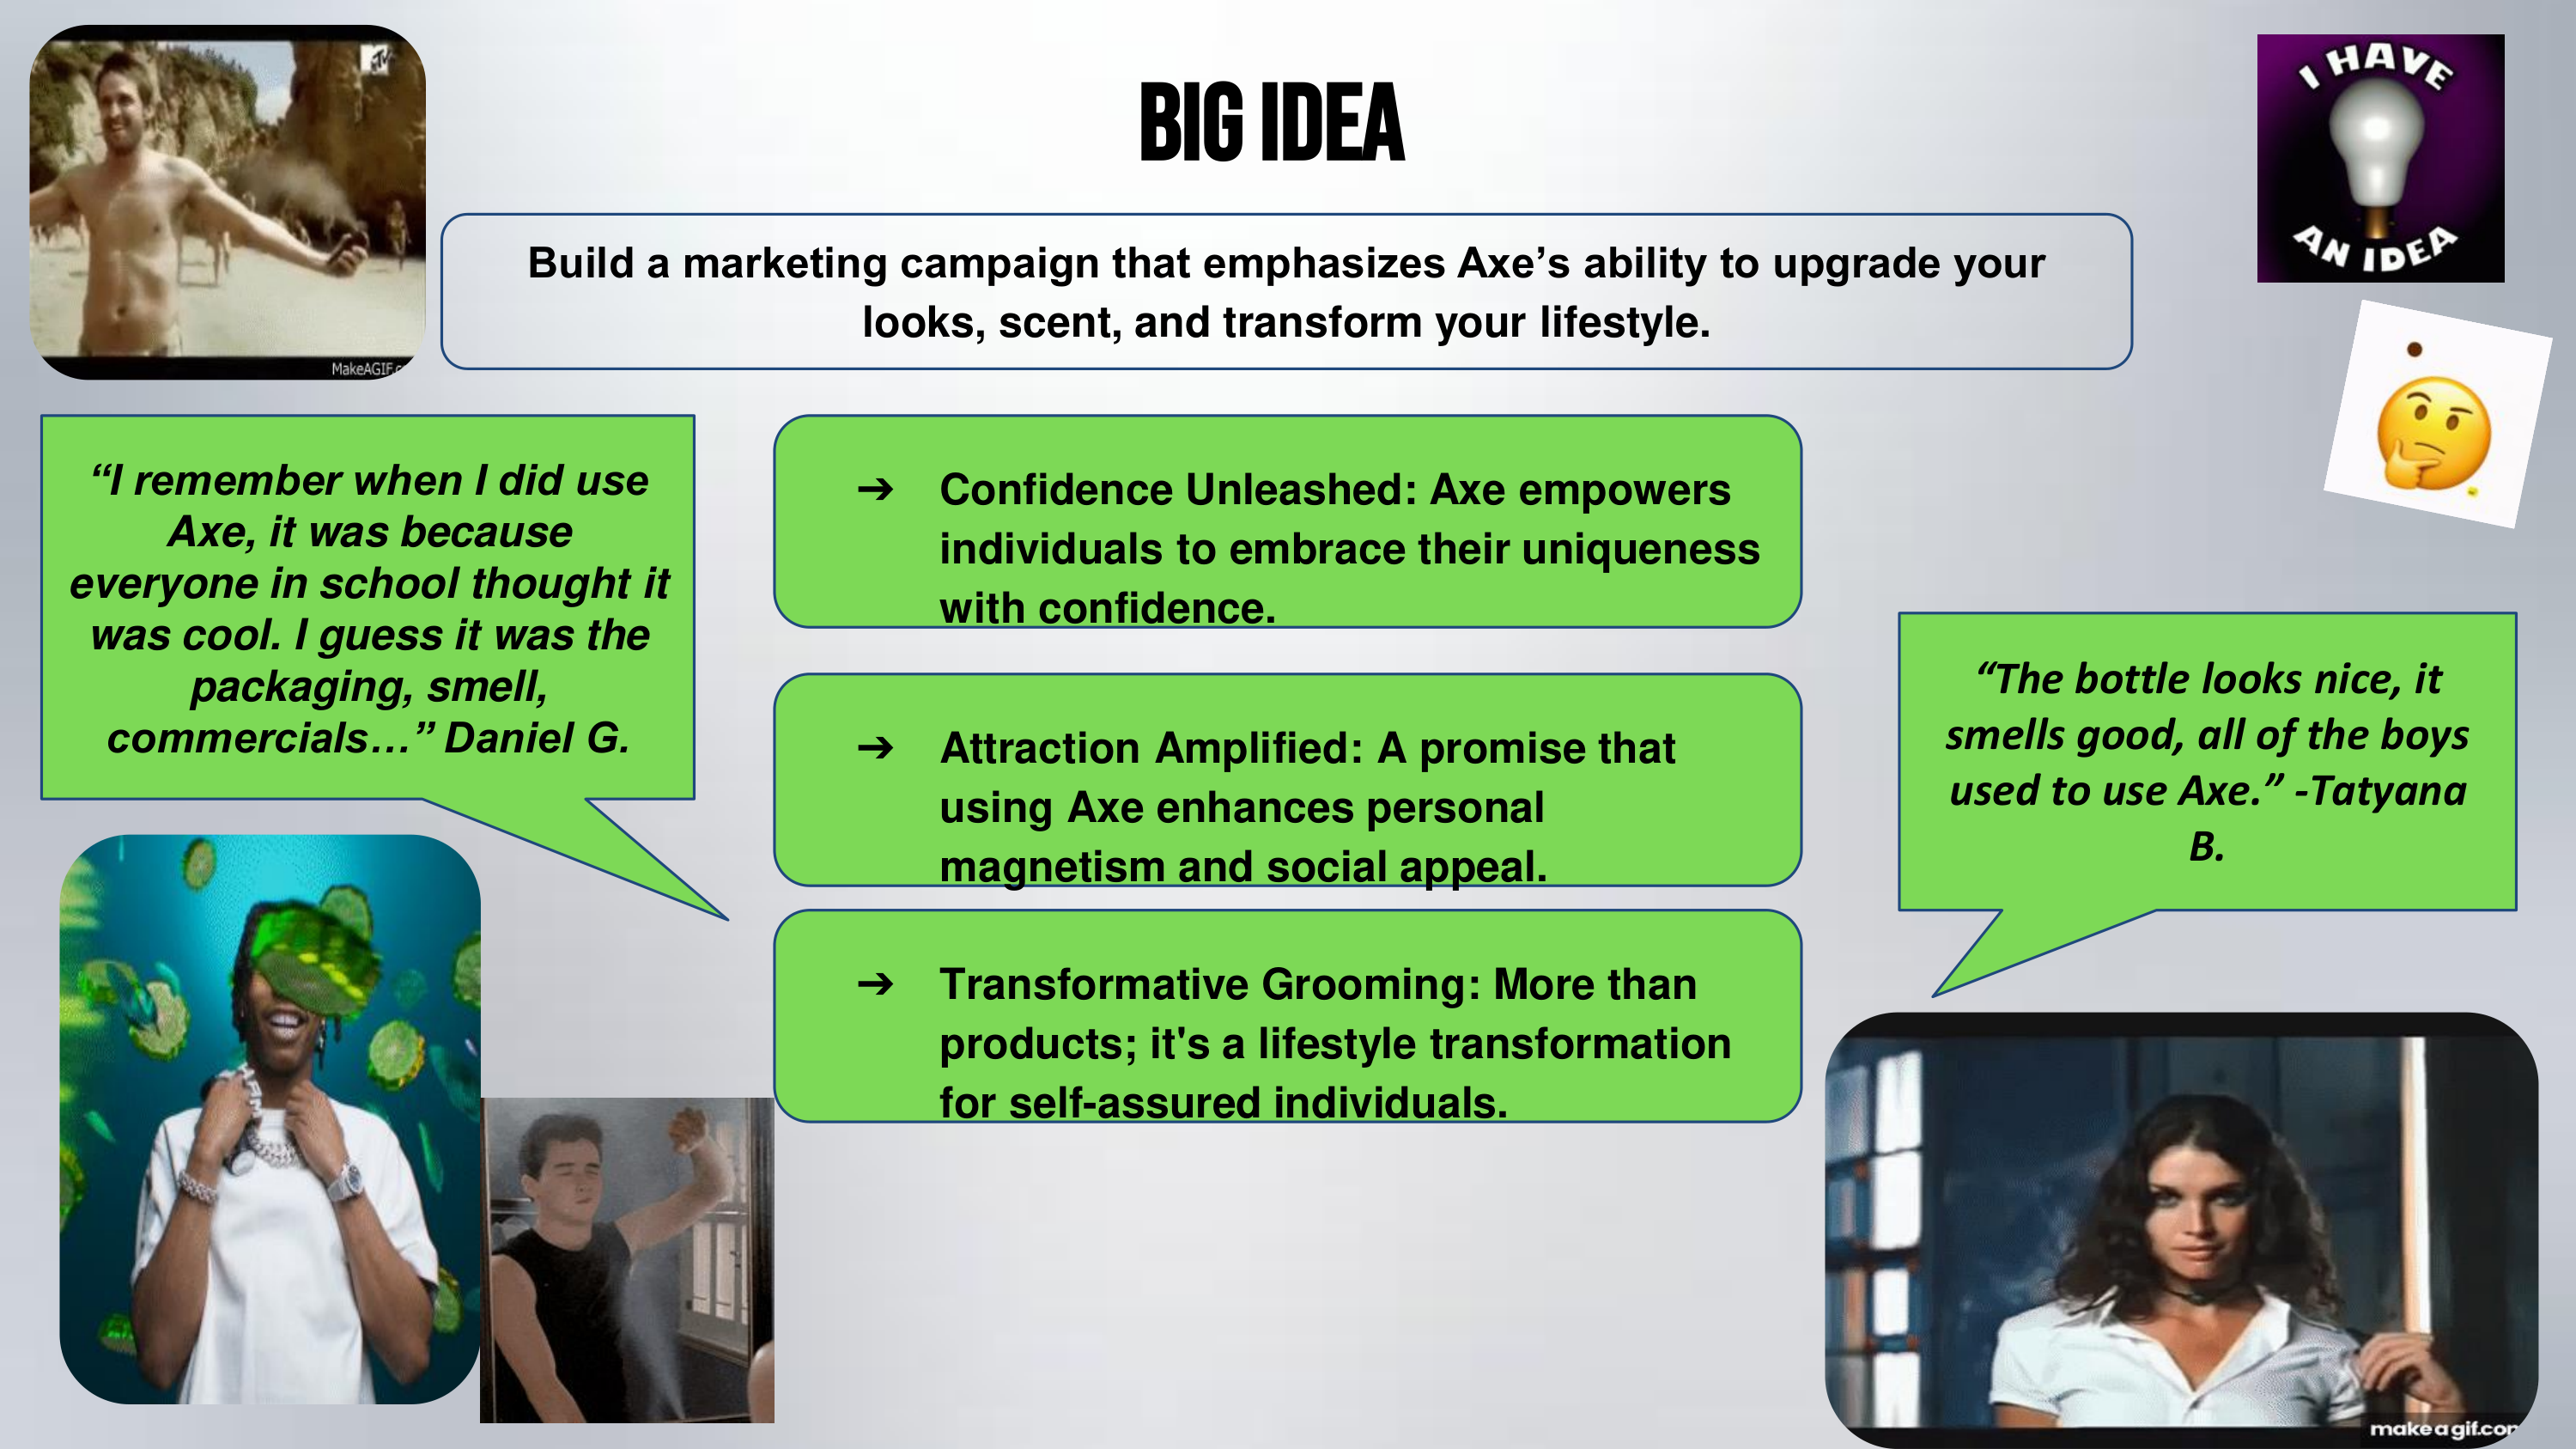 BIG IDEA
MTV
MakeAGIF.c
I HAVE
AN IDEA
Build a marketing campaign that emphasizes Axe’s ability to upgrade your
looks, scent, and transform your lifestyle.
“I remember when I did use
Axe, it was because
everyone in school thought it
was cool. I guess it was the
packaging, smell,
commercials…” Daniel G.
➔ Confidence Unleashed: Axe empowers
individuals to embrace their uniqueness
with confidence.
➔ Attraction Amplified: A promise that
using Axe enhances personal
magnetism and social appeal.
➔ Transformative Grooming: More than
products; it's a lifestyle transformation
for self-assured individuals.
“The bottle looks nice, it
smells good, all of the boys
used to use Axe.” -Tatyana
B.
makeagif.com